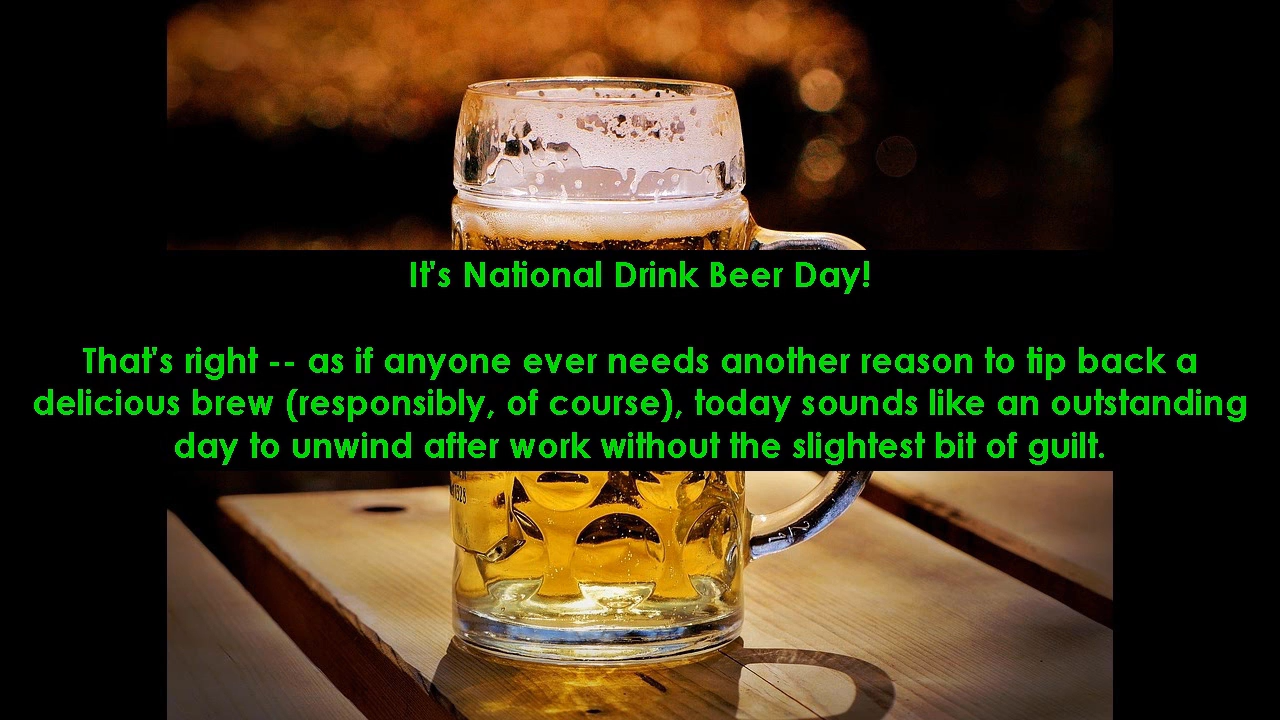 It's National Drink Beer Day!
That's right -- as if anyone ever needs another reason to tip back a
delicious brew (responsibly, of course), today sounds like an outstanding
day to unwind after work without the slightest bit of guilt.